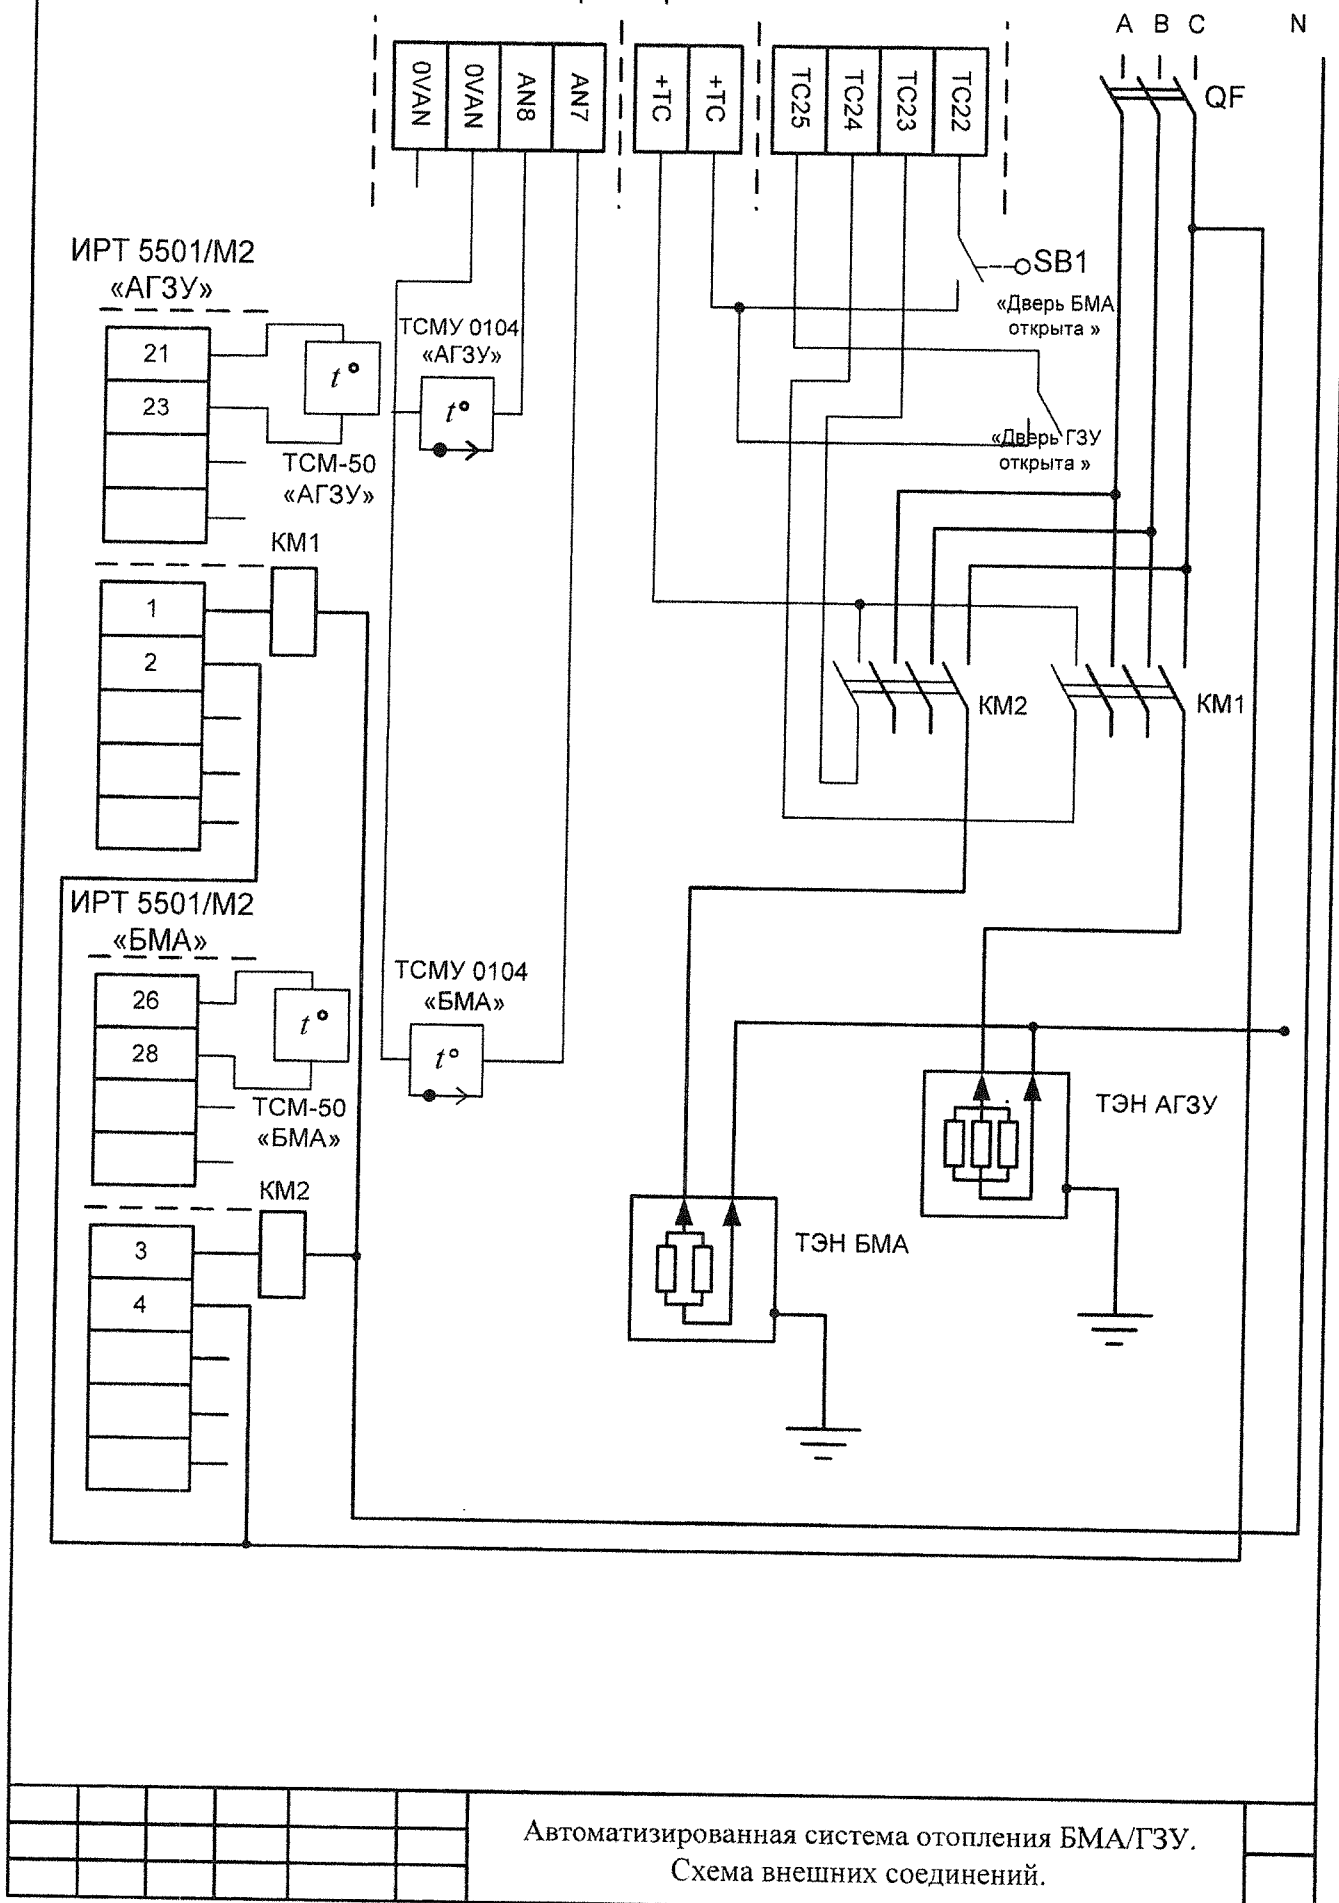 A B C N
0VAN 0VAN AN8 AN7 +TC +TC TC25 TC24 TC23 TC22
QF
ИРТ 5501/М2
«АГЗУ»
SB1
«Дверь БМА
открыта »
21
23
t°
ТСМ-50
«АГЗУ»
ТСМУ 0104
«АГЗУ»
t°
«Дверь ГЗУ
открыта »
КМ1
1
2
КМ2
КМ1
ИРТ 5501/М2
«БМА»
26
28
t°
ТСМ-50
«БМА»
ТСМУ 0104
«БМА»
t°
ТЭН АГЗУ
КМ2
3
4
ТЭН БМА
Автоматизированная система отопления БМА/ГЗУ.
Схема внешних соединений.